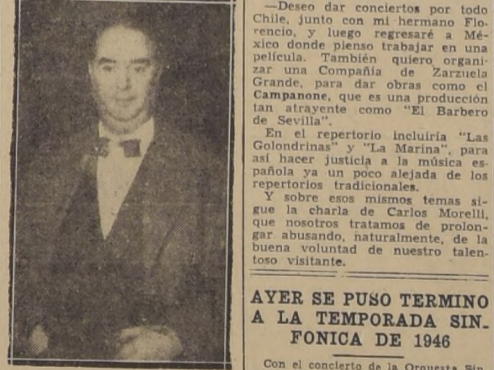 —Deseo dar conciertos por todo
Chile, junto con mi hermano Flo-
rencio, y luego regresaré a Mé-
xico donde pienso trabajar en una
película. También quiero organi-
zar una Compañía de Zarzuela
Grande, para dar obras como el
Campanone, que es una producción
tan atrayente como "El Barbero
de Sevilla".
En el repertorio incluiría "Las
Golondrinas" y "La Marina", para
así hacer justicia a la música es-
pañola ya un poco alejada de los
repertorios tradicionales.
Y sobre esos mismos temas si-
gue la charla de Carlos Morelli,
que nosotros tratamos de prolon-
gar abusando, naturalmente, de la
buena voluntad de nuestro talen-
toso visitante.
AYER SE PUSO TERMINO
A LA TEMPORADA SIN-
FONICA DE 1946
Con el concierto de la Orquesta Sin-